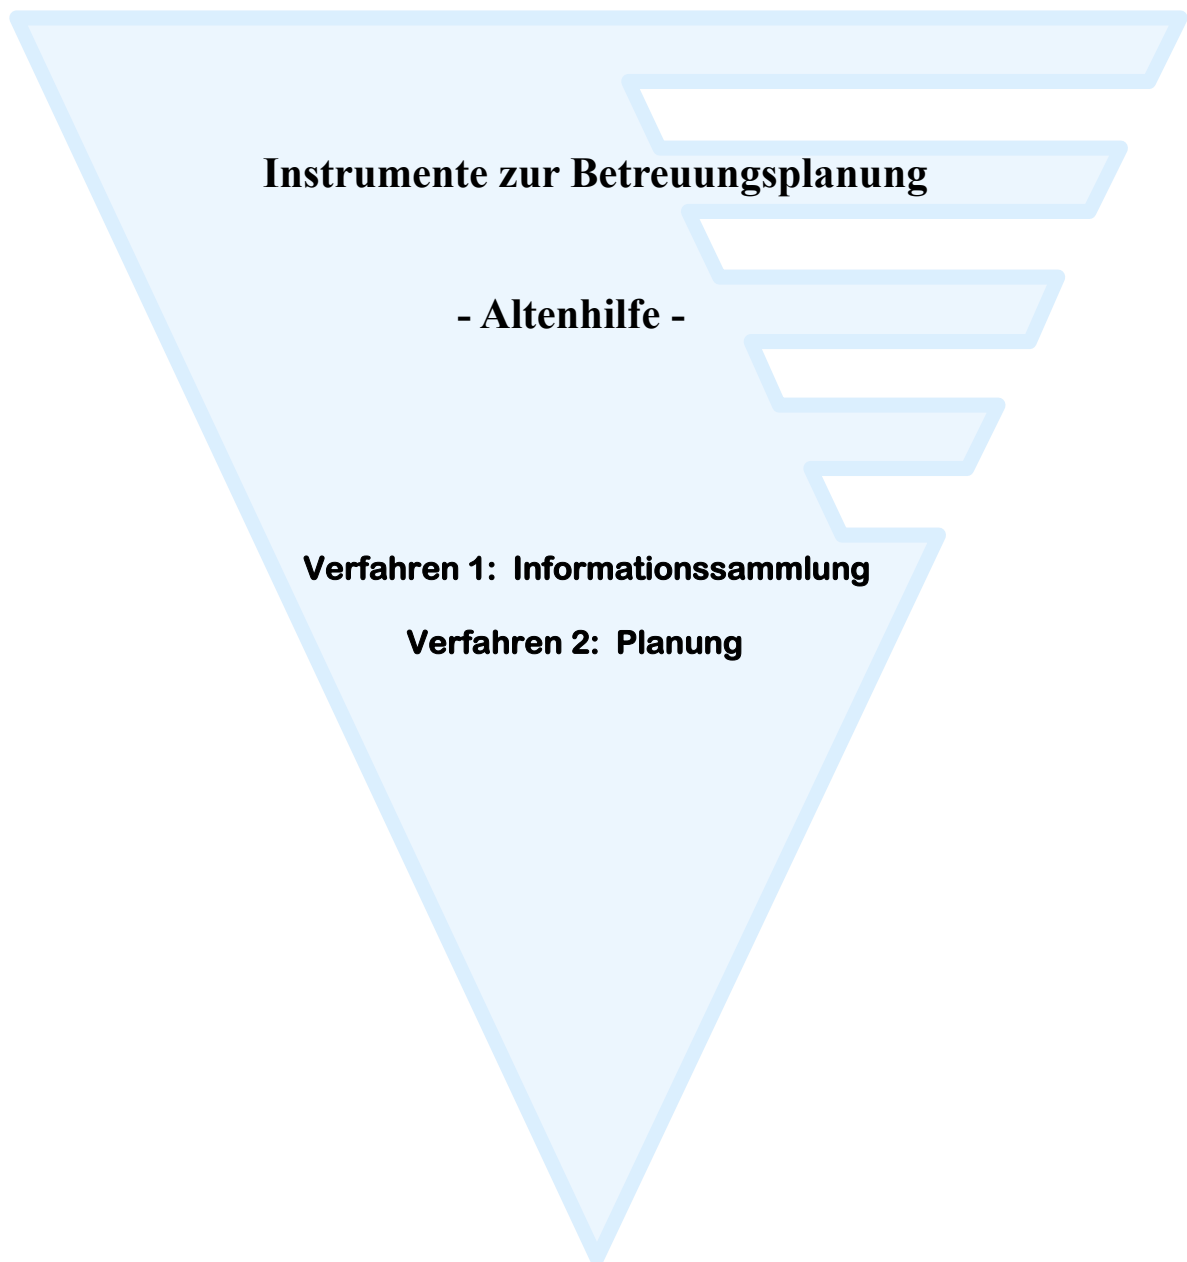 Instrumente zur Betreuungsplanung
- Altenhilfe -
Verfahren 1:  Informationssammlung
Verfahren 2:  Planung